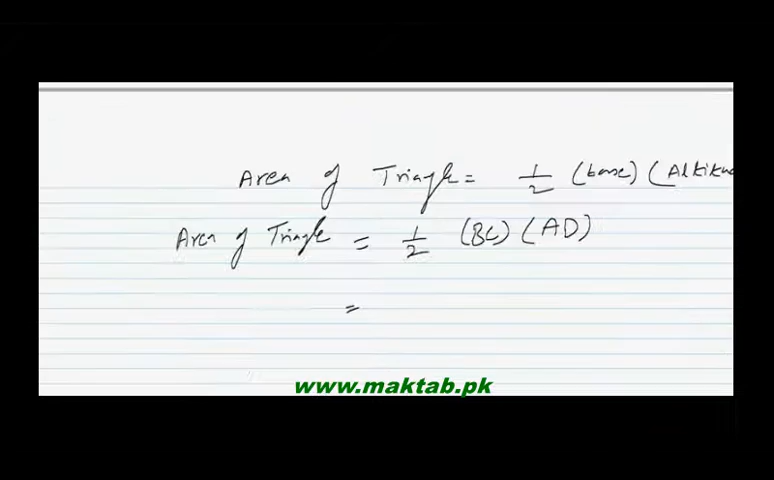 Area of Triangle = 1/2 (base) (Altitu
Area of Triangle = 1/2 (BC) (AD)
=
www.maktab.pk